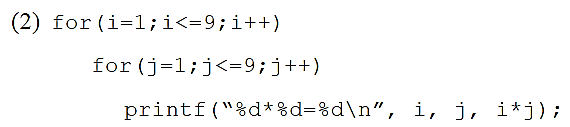 (2) for(i=1;i<=9;i++)
for(j=1;j<=9;j++)
printf(“%d*%d=%d\n”, i, j, i*j);